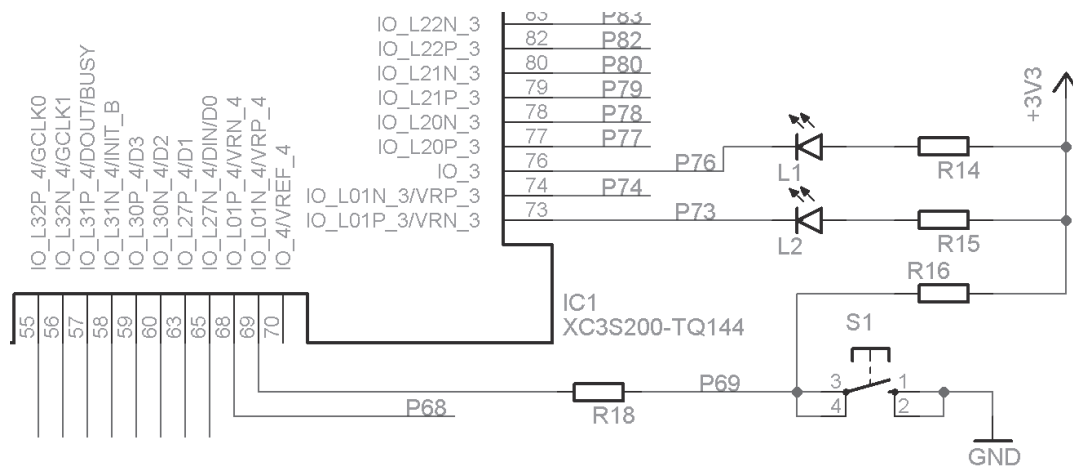 IO_L22N_3 83 P83
IO_L22P_3 82 P82
IO_L21N_3 80 P80
IO_L21P_3 79 P79
IO_L20N_3 78 P78
IO_L20P_3 77 P77
IO_3 76 P76
IO_L01N_3/VRP_3 74 P74
IO_L01P_3/VRN_3 73 P73
L1
R14
L2
R15
R16
+3V3
IO_L32P_4/GCLK0
IO_L32N_4/GCLK1
IO_L31P_4/DOUT/BUSY
IO_L31N_4/INIT_B
IO_L30P_4/D3
IO_L30N_4/D2
IO_L27P_4/D1
IO_L27N_4/DIN/D0
IO_L01P_4/VRN_4
IO_L01N_4/VRP_4
IO_4/VREF_4
55
56
57
58
59
60
63
65
68
69
70
IC1
XC3S200-TQ144
S1
3 1
4 2
P69
R18
P68
GND